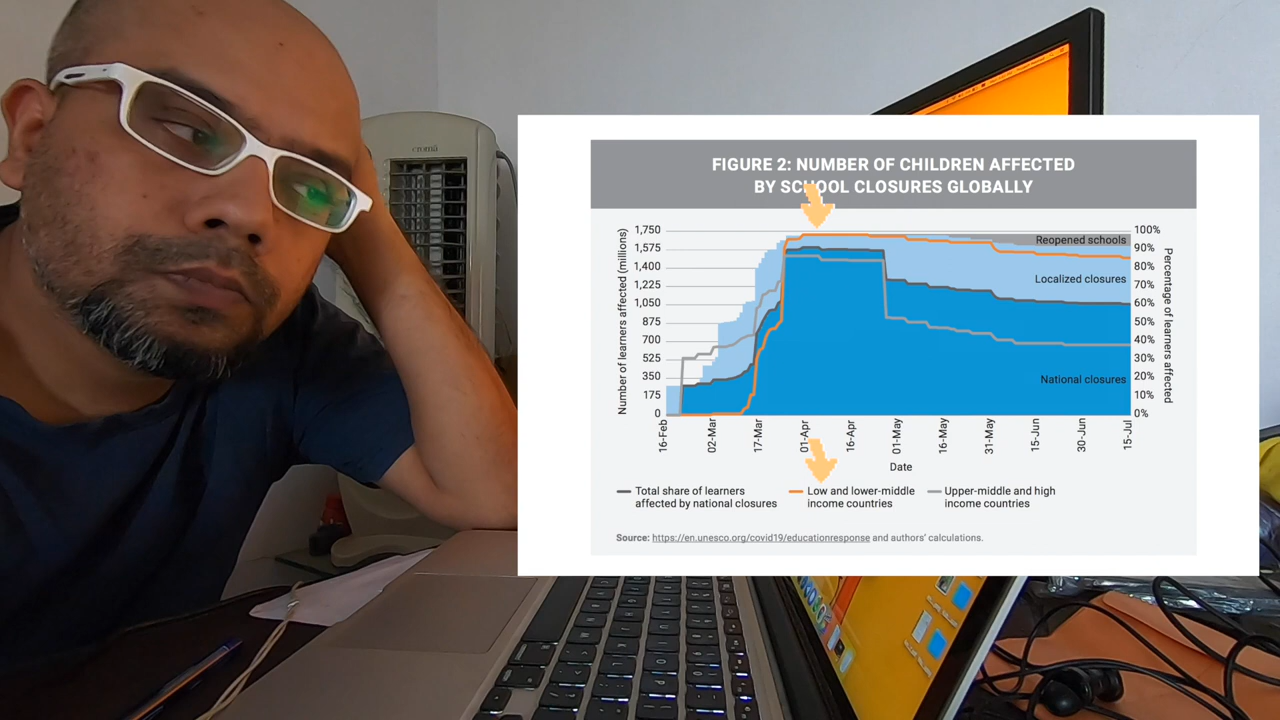 cromā
FIGURE 2: NUMBER OF CHILDREN AFFECTED
BY SCHOOL CLOSURES GLOBALLY
Number of learners affected (millions)
1,750
1,575
1,400
1,225
1,050
875
700
525
350
175
0
100%
90%
80%
70%
60%
50%
40%
30%
20%
10%
0%
Percentage of learners affected
Reopened schools
Localized closures
National closures
16-Feb
02-Mar
17-Mar
01-Apr
16-Apr
01-May
16-May
31-May
15-Jun
30-Jun
15-Jul
Date
Total share of learners
affected by national closures
Low and lower-middle
income countries
Upper-middle and high
income countries
Source: https://en.unesco.org/covid19/educationresponse and authors' calculations.